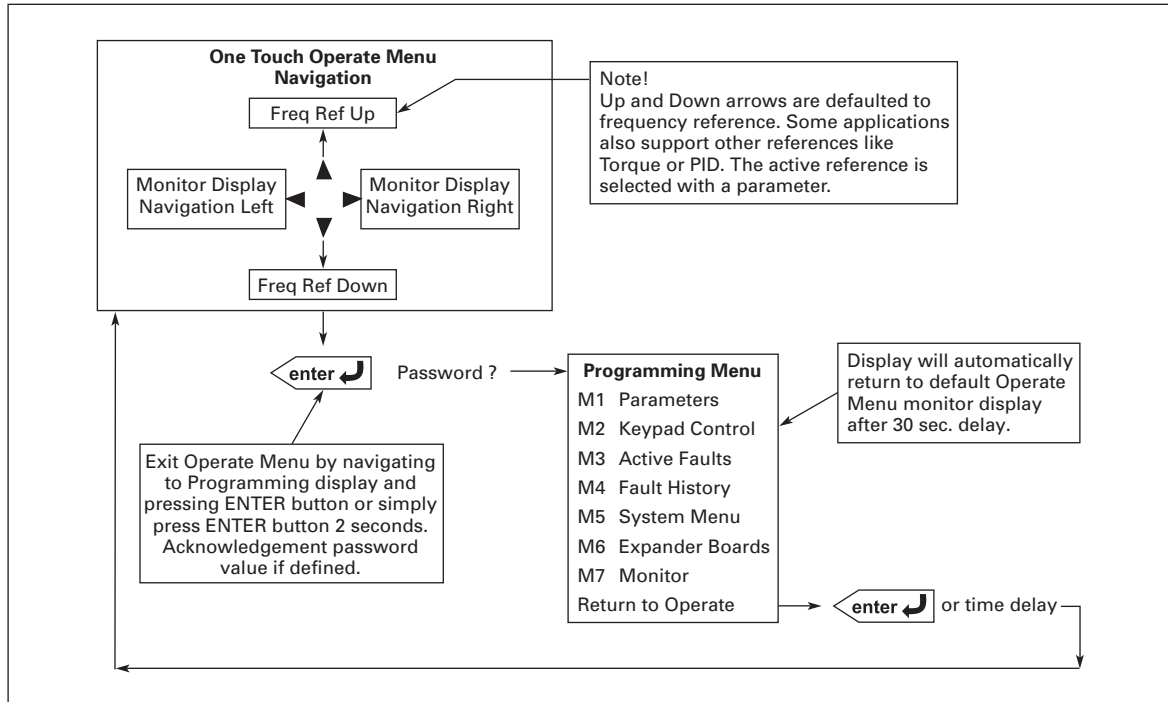 One Touch Operate Menu
Navigation
Freq Ref Up
Monitor Display
Navigation Left
Monitor Display
Navigation Right
Freq Ref Down
Note!
Up and Down arrows are defaulted to
frequency reference. Some applications
also support other references like
Torque or PID. The active reference is
selected with a parameter.
enter
Password ?
Exit Operate Menu by navigating
to Programming display and
pressing ENTER button or simply
press ENTER button 2 seconds.
Acknowledgement password
value if defined.
Programming Menu
M1 Parameters
M2 Keypad Control
M3 Active Faults
M4 Fault History
M5 System Menu
M6 Expander Boards
M7 Monitor
Return to Operate
Display will automatically
return to default Operate
Menu monitor display
after 30 sec. delay.
enter
or time delay